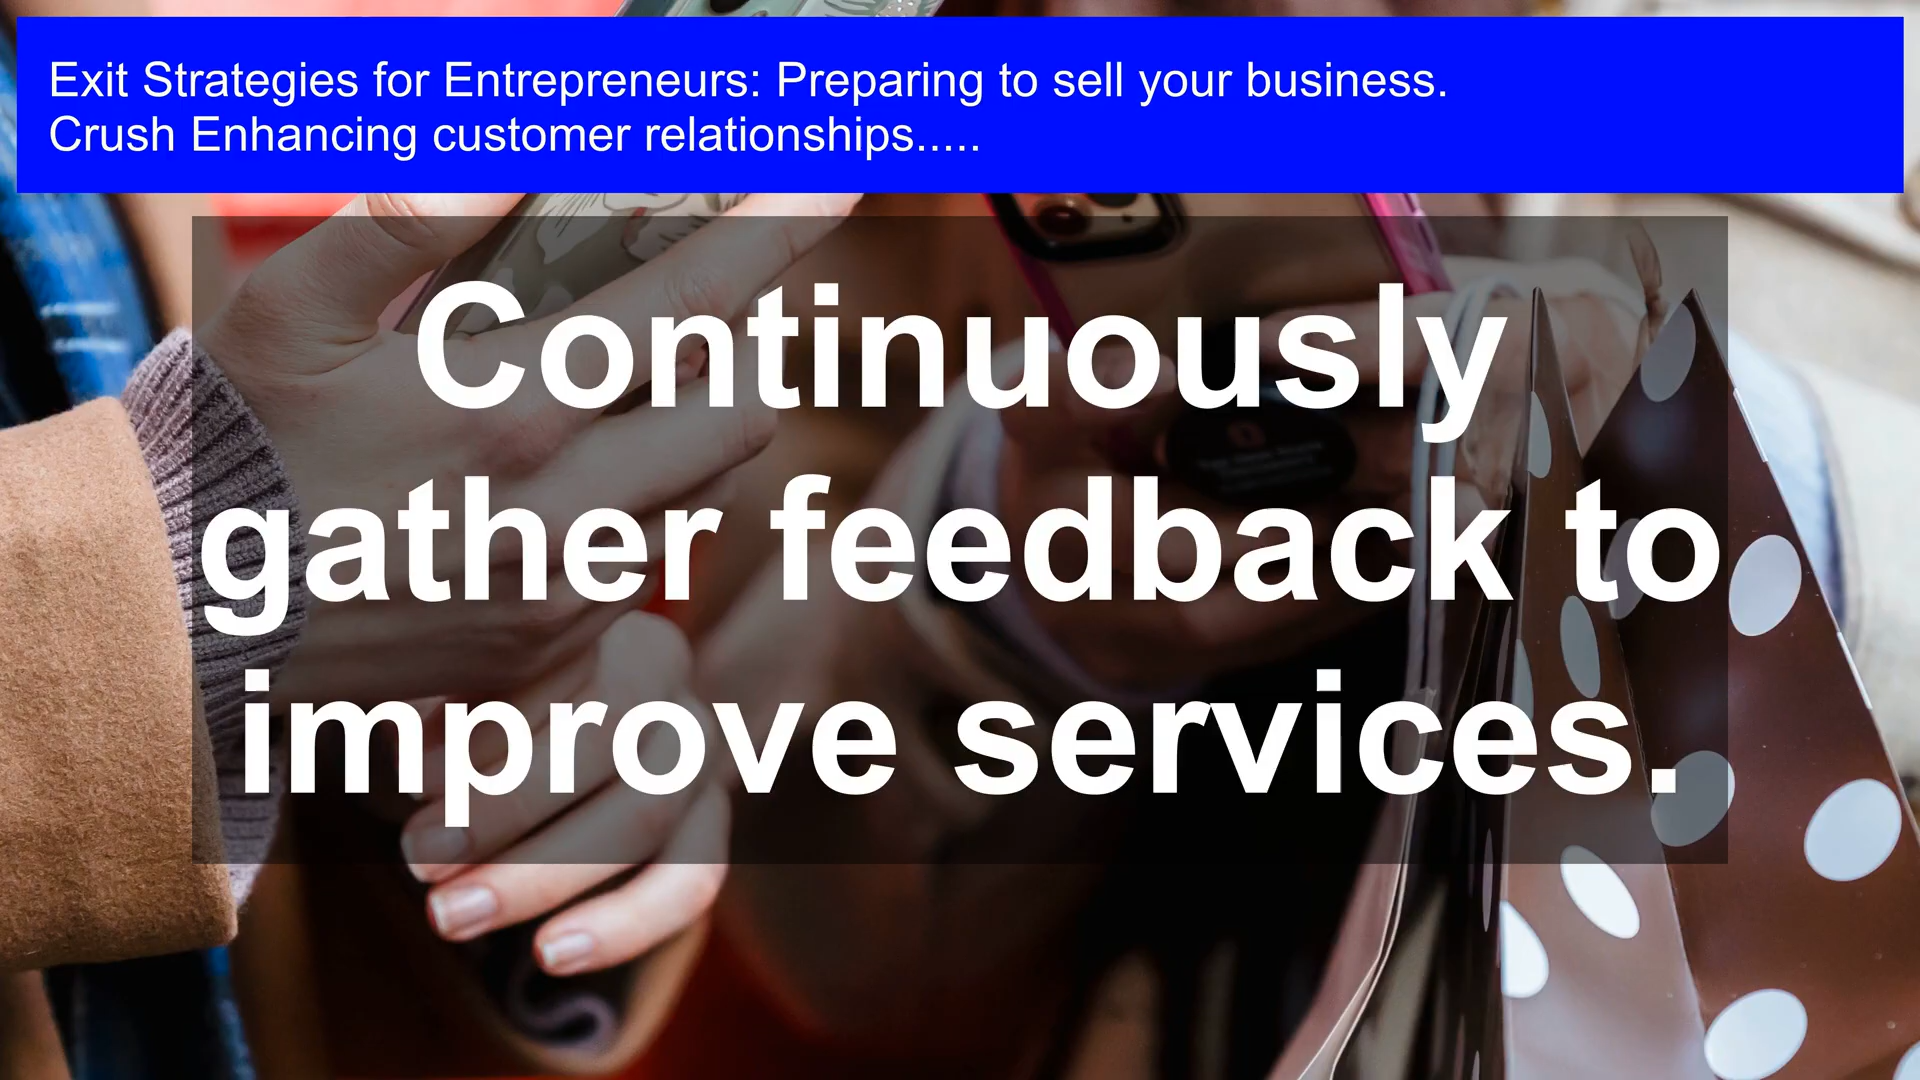 Exit Strategies for Entrepreneurs: Preparing to sell your business.
Crush Enhancing customer relationships.....
Continuously
gather feedback to
improve services.